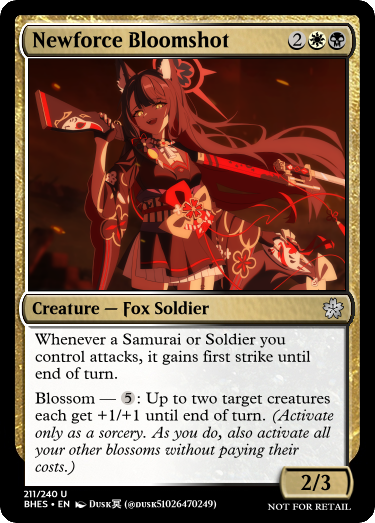 Newforce Bloomshot 2
Creature — Fox Soldier
Whenever a Samurai or Soldier you
control attacks, it gains first strike until
end of turn.
Blossom — 5: Up to two target creatures
each get +1/+1 until end of turn. (Activate
only as a sorcery. As you do, also activate all
your other blossoms without paying their
costs.)
2/3
211/240 U
BHES • EN Dusk冥 (@dusk51026470249)
NOT FOR RETAIL